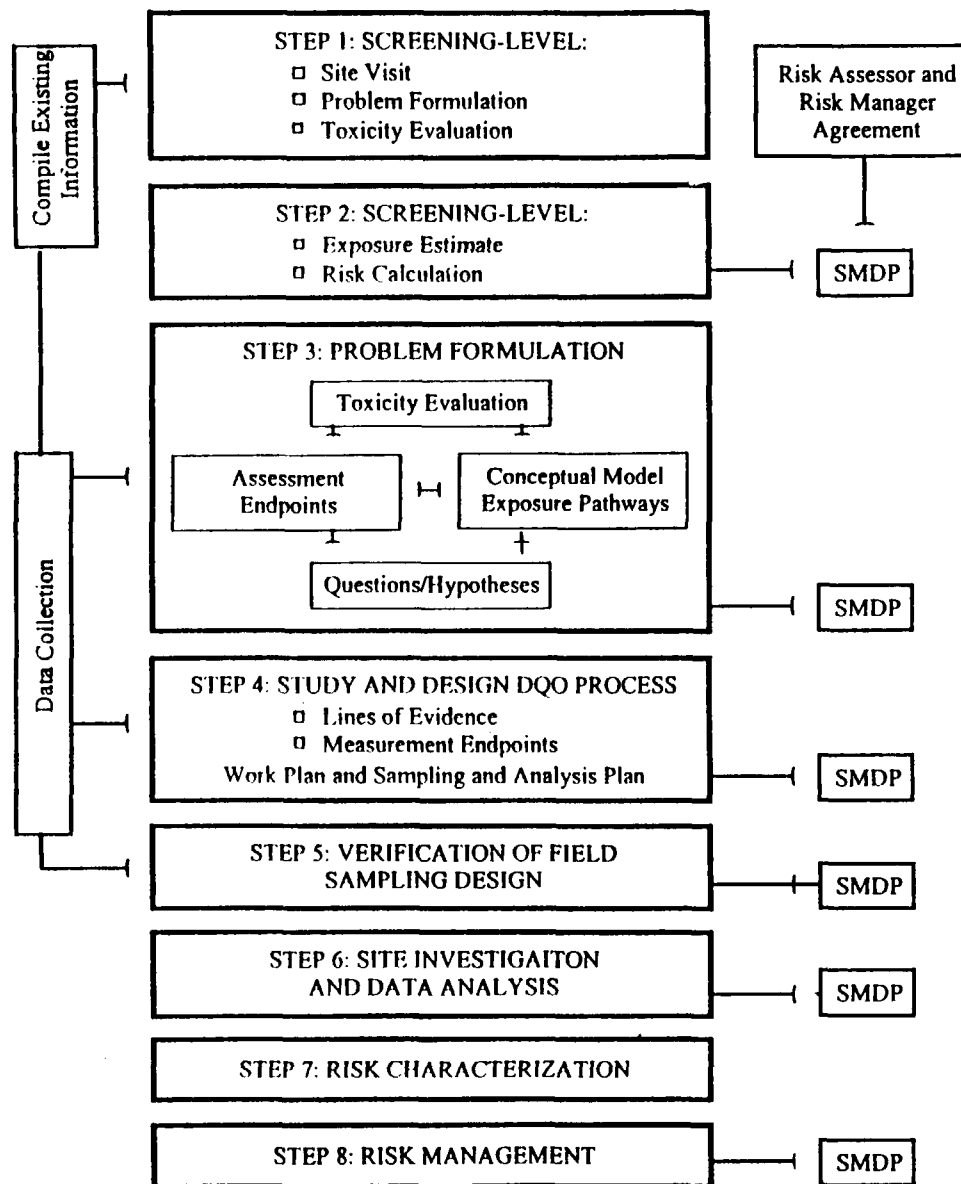 Compile Existing
Information
STEP 1: SCREENING-LEVEL:
□ Site Visit
□ Problem Formulation
□ Toxicity Evaluation
Risk Assessor and
Risk Manager
Agreement
STEP 2: SCREENING-LEVEL:
□ Exposure Estimate
□ Risk Calculation
SMDP
Data Collection
STEP 3: PROBLEM FORMULATION
Toxicity Evaluation
Assessment
Endpoints
Conceptual Model
Exposure Pathways
Questions/Hypotheses
SMDP
STEP 4: STUDY AND DESIGN DQO PROCESS
□ Lines of Evidence
□ Measurement Endpoints
Work Plan and Sampling and Analysis Plan
SMDP
STEP 5: VERIFICATION OF FIELD
SAMPLING DESIGN
SMDP
STEP 6: SITE INVESTIGAITON
AND DATA ANALYSIS
SMDP
STEP 7: RISK CHARACTERIZATION
STEP 8: RISK MANAGEMENT
SMDP